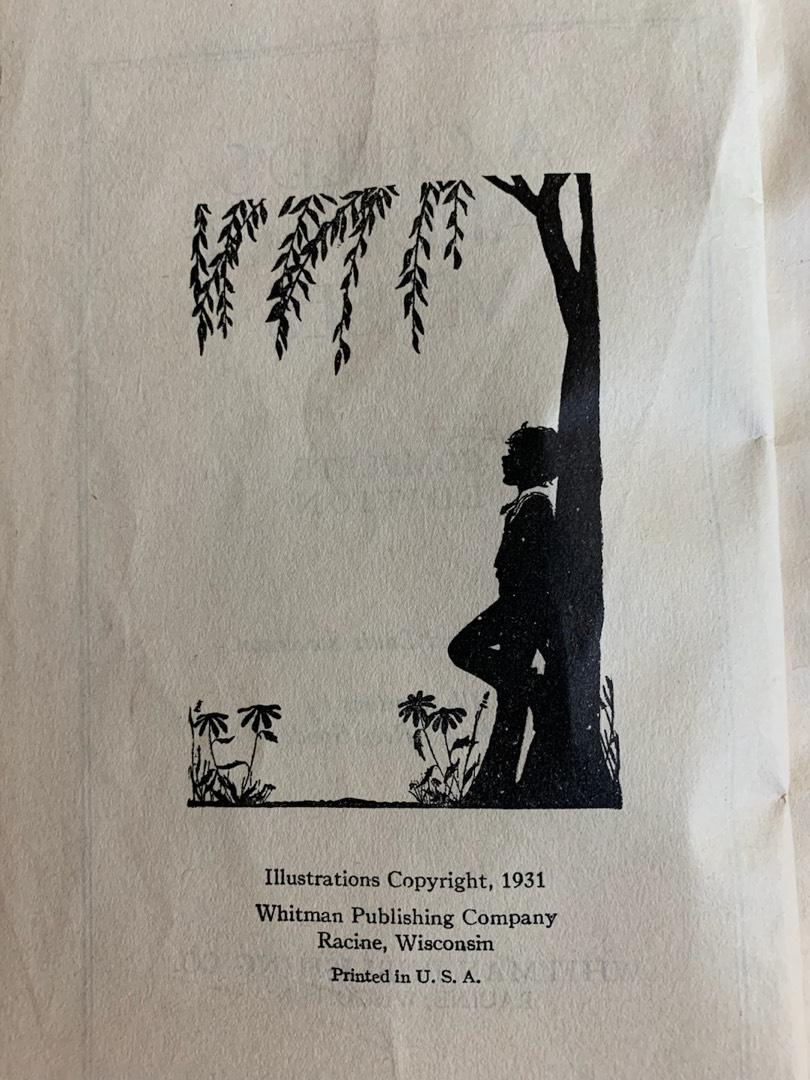 Illustrations Copyright, 1931
Whitman Publishing Company
Racine, Wisconsin
Printed in U. S. A.